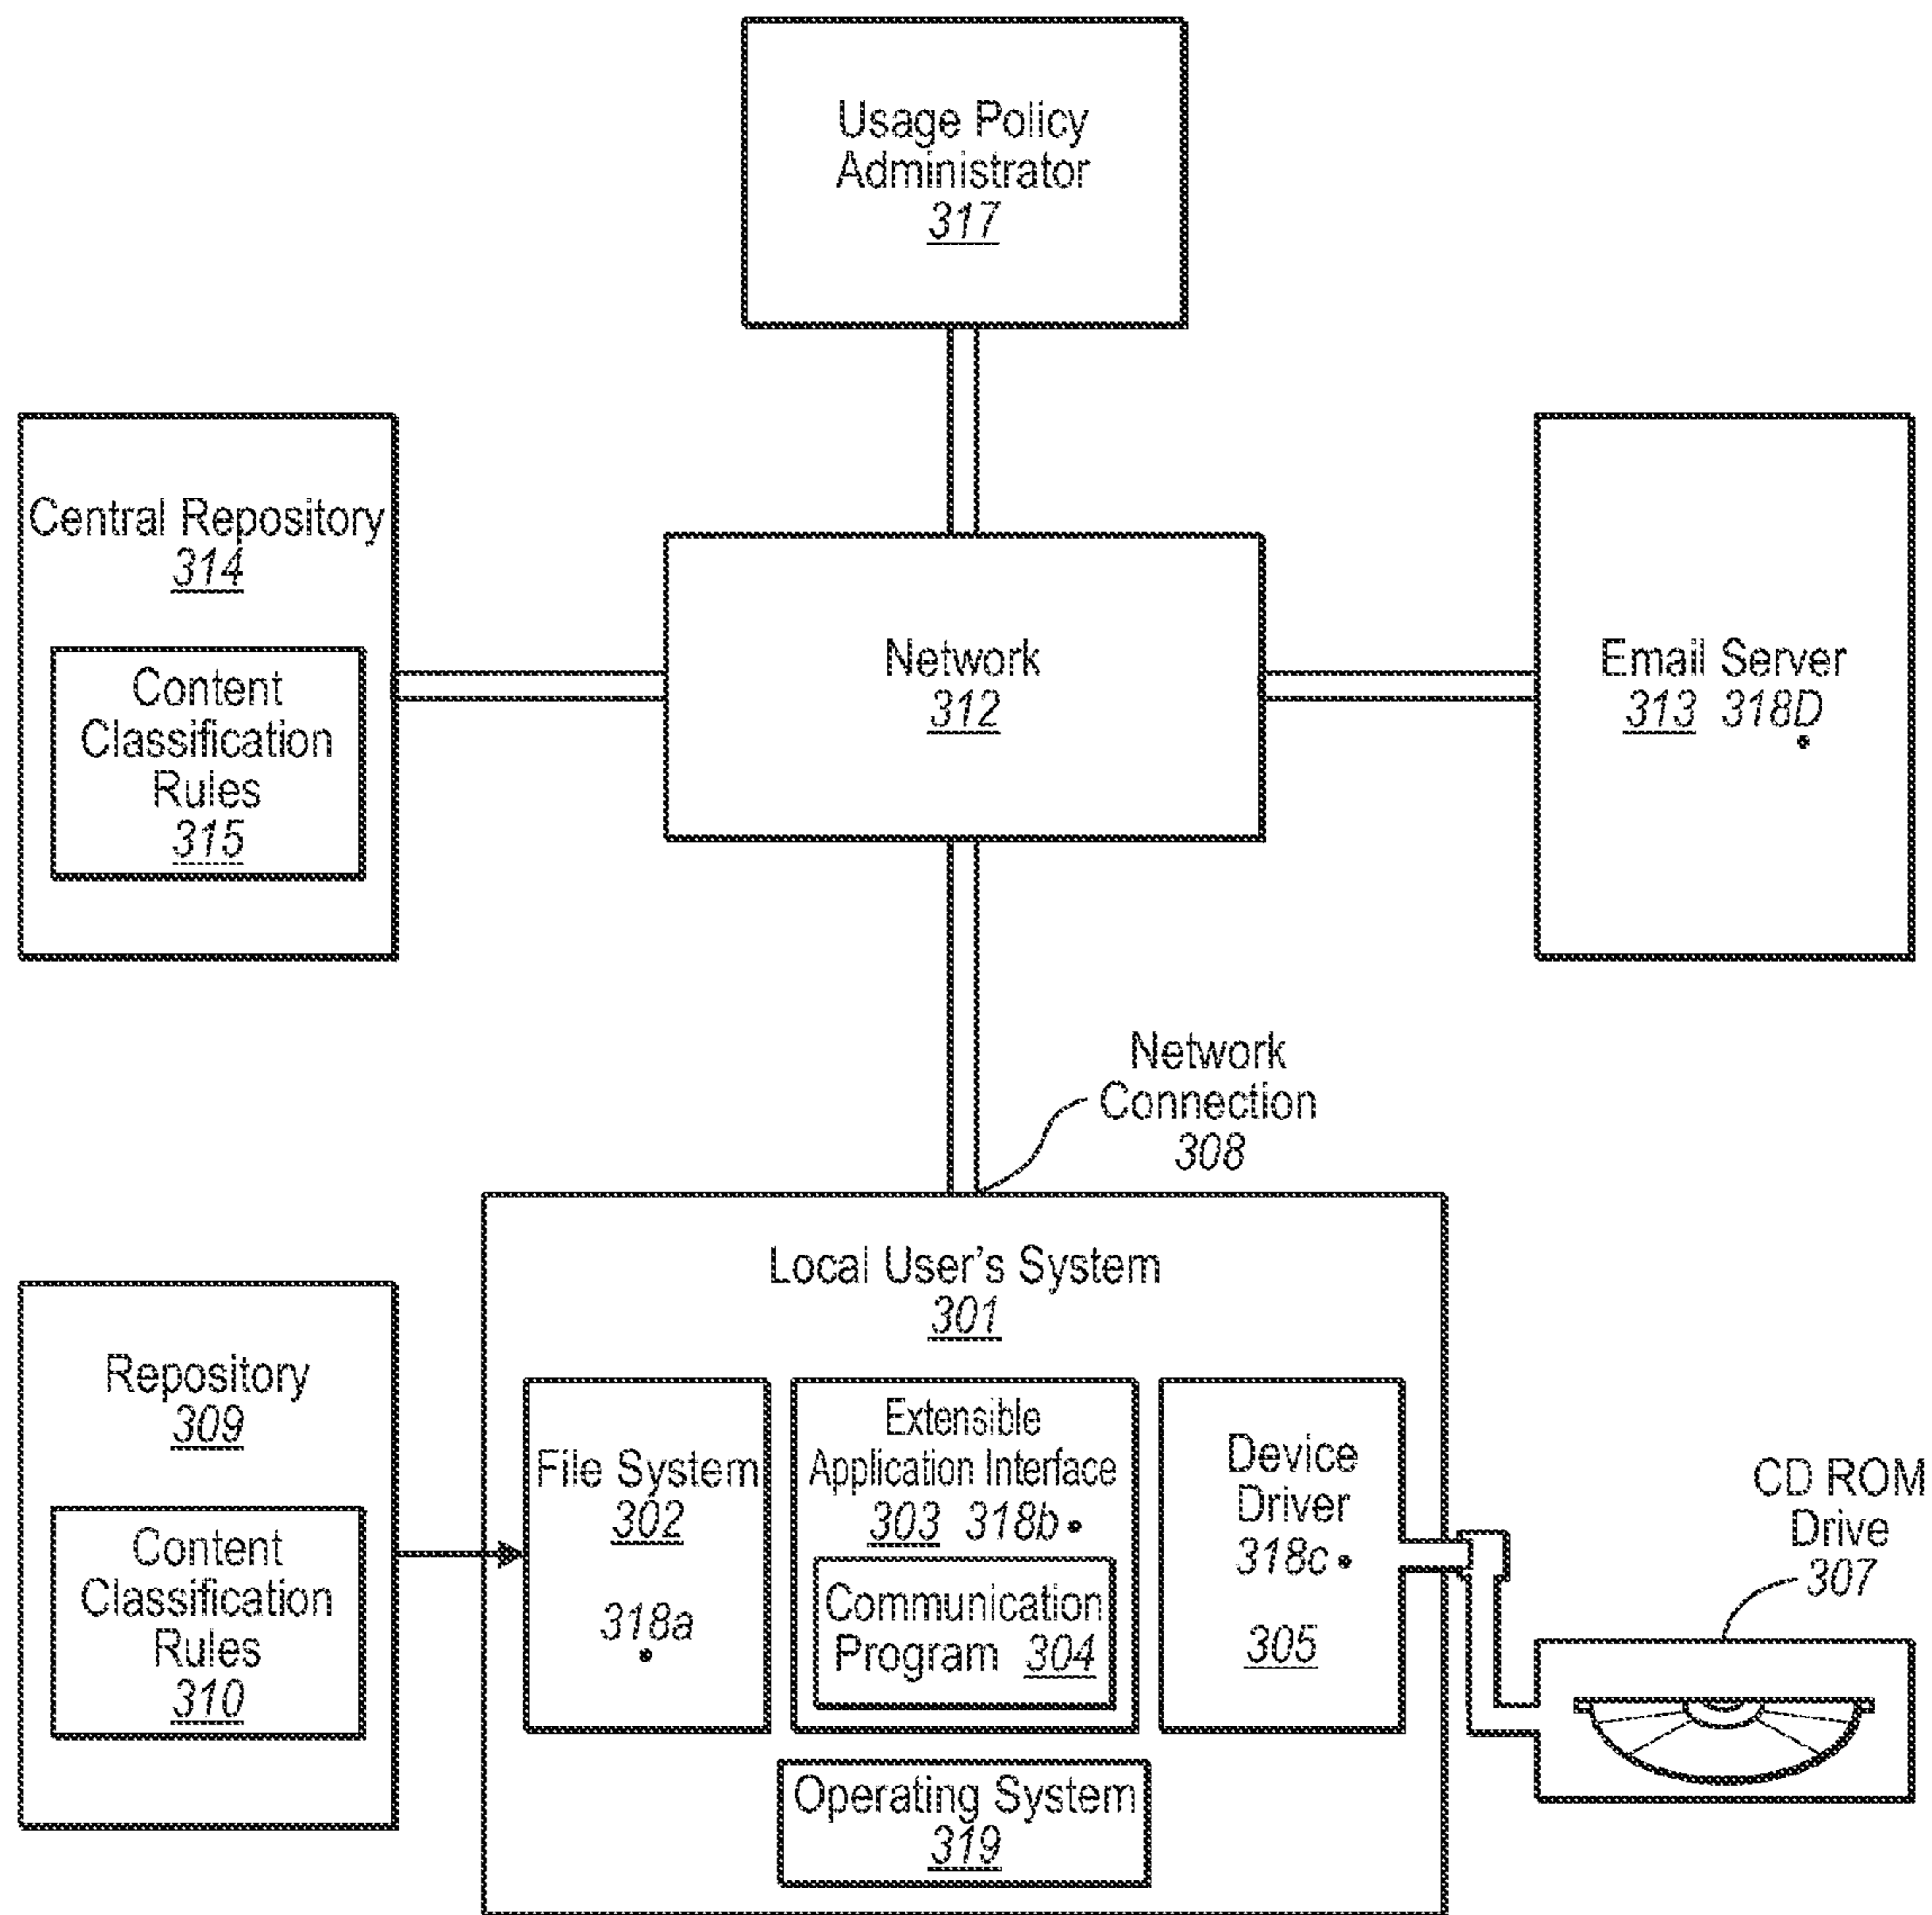 Usage Policy
Administrator
317
Central Repository
314
Content
Classification
Rules
315
Network
312
Email Server
313 318D
Network
Connection
308
Local User's System
301
Repository
309
Content
Classification
Rules
310
File System
302
318a
Extensible
Application Interface
303 318b
Communication
Program 304
Device
Driver
318c
305
CD ROM
Drive
307
Operating System
319